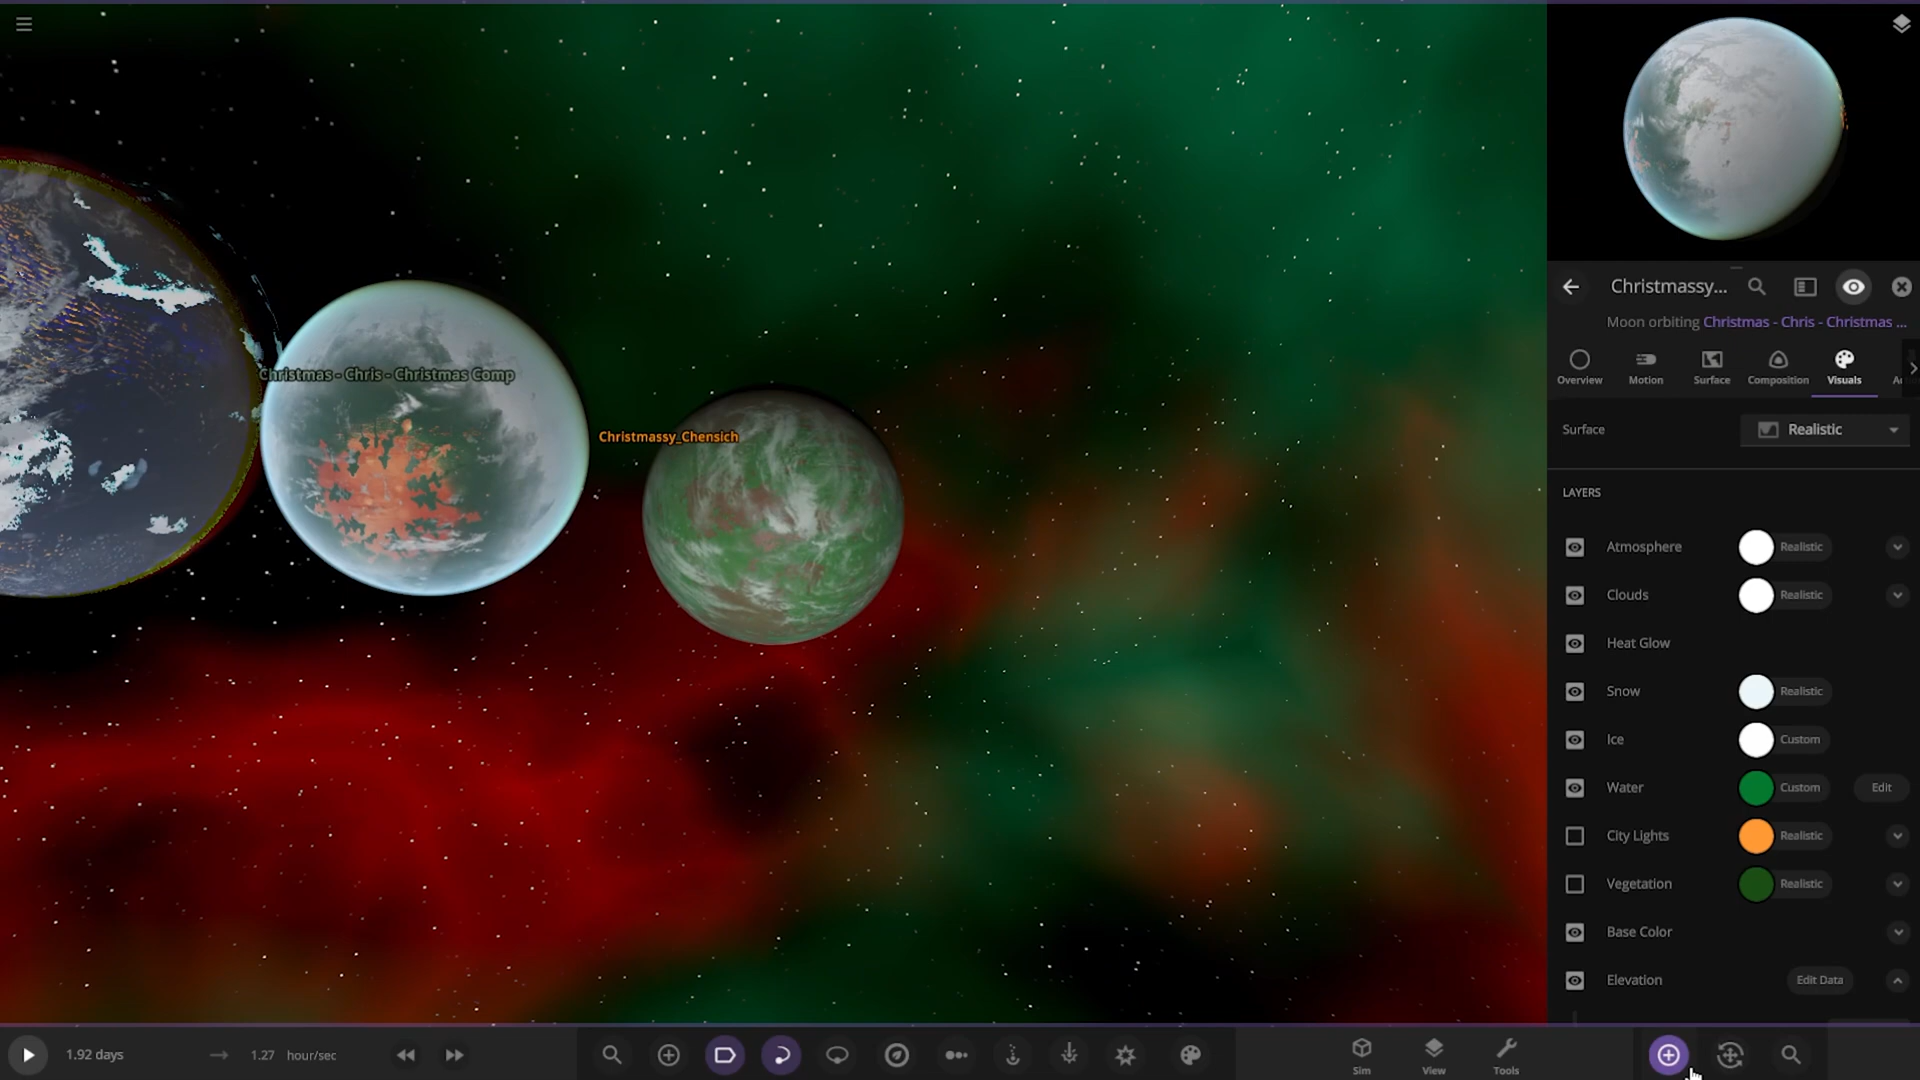 Christmas - Chris - Christmas Comp
Christmassy_Chensich
Christmassy...
Moon orbiting Christmas - Chris - Christmas ...
Overview
Motion
Surface
Composition
Visuals
Surface
Realistic
LAYERS
Atmosphere
Realistic
Clouds
Realistic
Heat Glow
Snow
Realistic
Ice
Custom
Water
Custom
Edit
City Lights
Realistic
Vegetation
Realistic
Base Color
Elevation
Edit Data
1.92 days
1.27 hour/sec
Sim
View
Tools